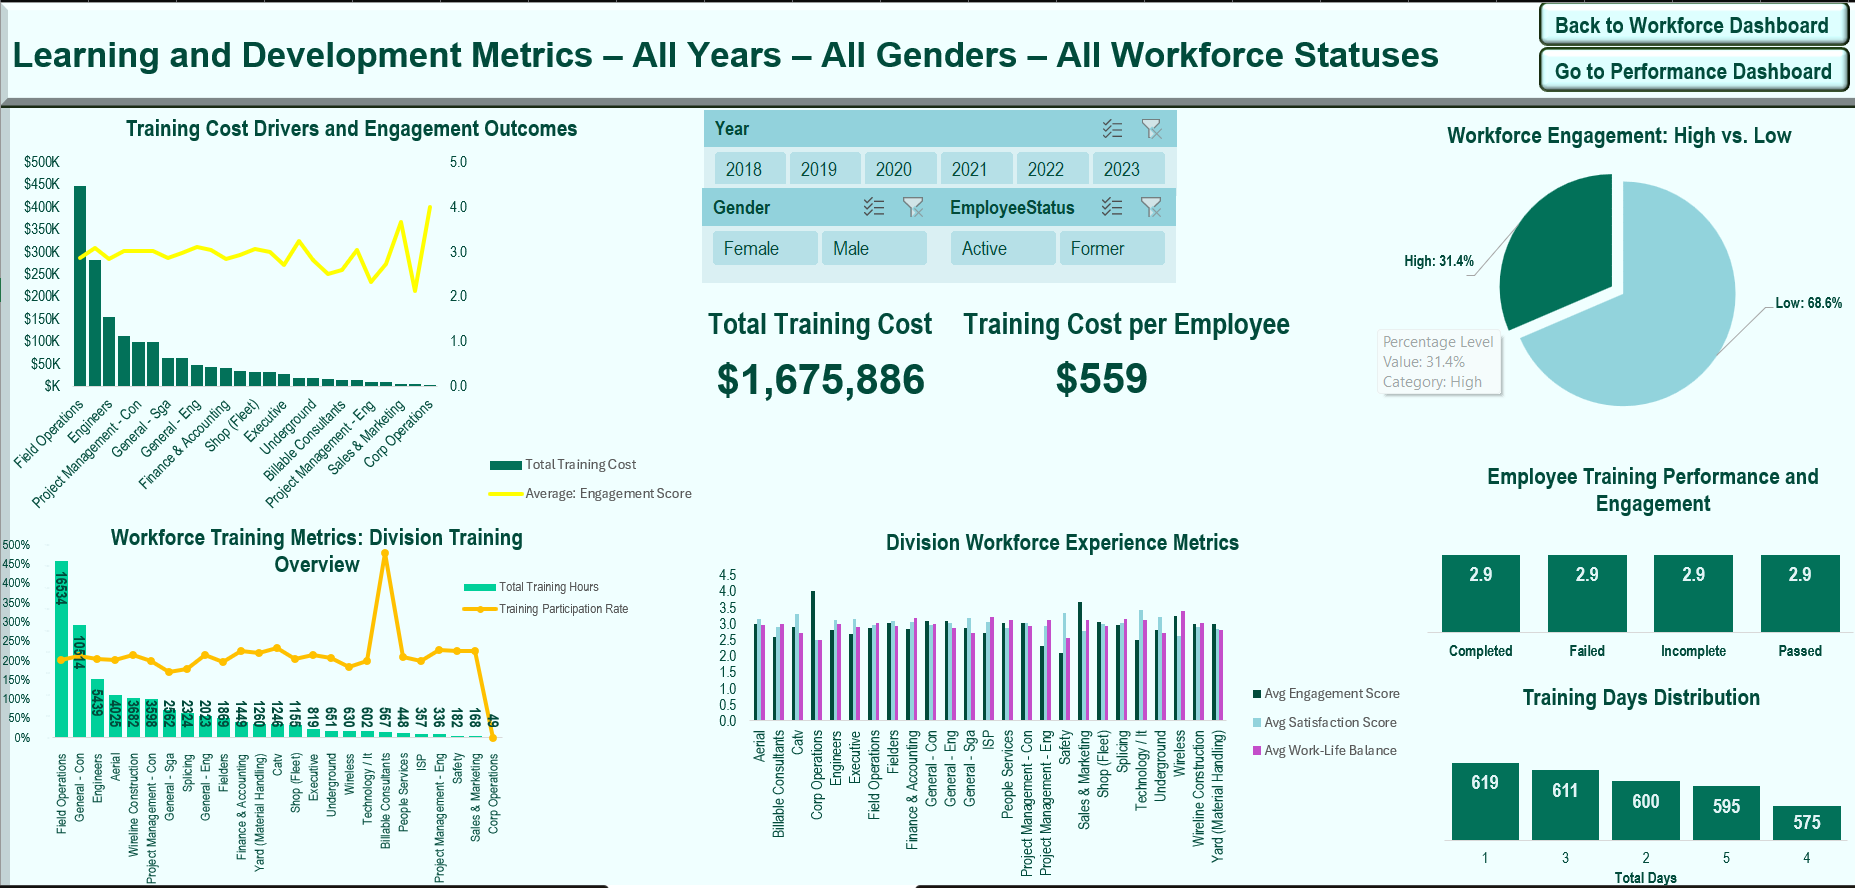 Learning and Development Metrics – All Years – All Genders – All Workforce Statuses
Back to Workforce Dashboard
Go to Performance Dashboard
Training Cost Drivers and Engagement Outcomes
$500K
$450K
$400K
$350K
$300K
$250K
$200K
$150K
$100K
$50K
$K
5.0
4.0
3.0
2.0
1.0
0.0
Field Operations
Engineers
Project Management - Con
General - Sga
General - Eng
Finance & Accounting
Shop (Fleet)
Executive
Underground
Billable Consultants
Project Management - Eng
Sales & Marketing
Corp Operations
Total Training Cost
Average: Engagement Score
Year
2018 2019 2020 2021 2022 2023
Gender
Female Male
EmployeeStatus
Active Former
Total Training Cost
$1,675,886
Training Cost per Employee
$559
Workforce Engagement: High vs. Low
High: 31.4%
Low: 68.6%
Percentage Level
Value: 31.4%
Category: High
Workforce Training Metrics: Division Training
Overview
500%
450%
400%
350%
300%
250%
200%
150%
100%
50%
0%
Total Training Hours
Training Participation Rate
16534
10514
5439
4025
3682
3598
2562
2324
2023
1869
1449
1260
1246
1155
819
651
630
602
567
448
357
336
182
168
49
Field Operations
General - Con
Engineers
Aerial
Wireline Construction
Project Management - Con
General - Sga
Splicing
General - Eng
Fielders
Finance & Accounting
Yard (Material Handling)
Catv
Shop (Fleet)
Executive
Underground
Wireless
Technology / It
Billable Consultants
People Services
ISP
Project Management - Eng
Safety
Sales & Marketing
Corp Operations
Division Workforce Experience Metrics
4.5
4.0
3.5
3.0
2.5
2.0
1.5
1.0
0.5
0.0
Aerial
Billable Consultants
Catv
Corp Operations
Engineers
Executive
Field Operations
Fielders
Finance & Accounting
General - Con
General - Eng
General - Sga
ISP
People Services
Project Management - Con
Project Management - Eng
Safety
Sales & Marketing
Shop (Fleet)
Splicing
Technology / It
Underground
Wireless
Wireline Construction
Yard (Material Handling)
Avg Engagement Score
Avg Satisfaction Score
Avg Work-Life Balance
Employee Training Performance and
Engagement
2.9 2.9 2.9 2.9
Completed Failed Incomplete Passed
Training Days Distribution
619 611 600 595 575
1 3 2 5 4
Total Days